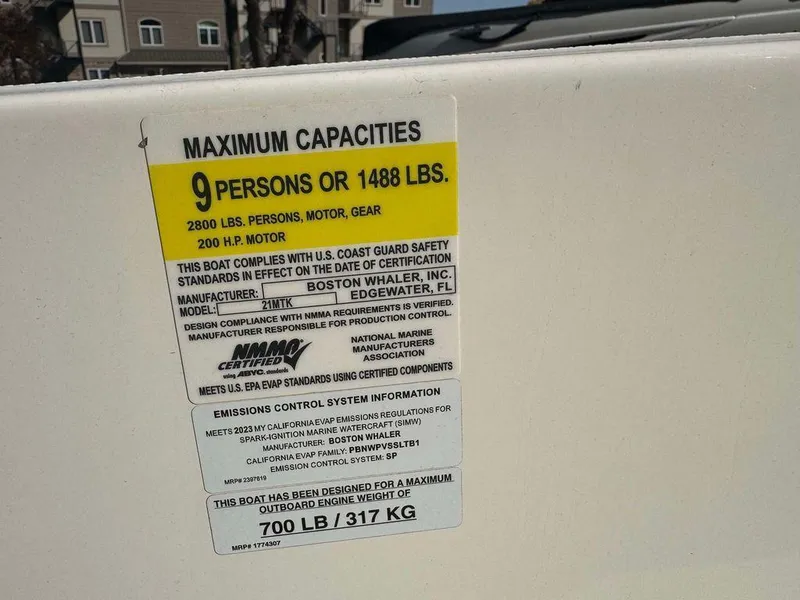 MAXIMUM CAPACITIES
9 PERSONS OR 1488 LBS.
2800 LBS. PERSONS, MOTOR, GEAR
200 H.P. MOTOR
THIS BOAT COMPLIES WITH U.S. COAST GUARD SAFETY
STANDARDS IN EFFECT ON THE DATE OF CERTIFICATION
MANUFACTURER: BOSTON WHALER, INC.
EDGEWATER, FL
MODEL: 21MTK
DESIGN COMPLIANCE WITH NMMA REQUIREMENTS IS VERIFIED.
MANUFACTURER RESPONSIBLE FOR PRODUCTION CONTROL.
NMMA
CERTIFIED
using ABYC. standards
NATIONAL MARINE
MANUFACTURERS
ASSOCIATION
MEETS U.S. EPA EVAP STANDARDS USING CERTIFIED COMPONENTS
EMISSIONS CONTROL SYSTEM INFORMATION
MEETS 2023 MY CALIFORNIA EVAP EMISSIONS REGULATIONS FOR
SPARK-IGNITION MARINE WATERCRAFT (SIMW)
MANUFACTURER: BOSTON WHALER
CALIFORNIA EVAP FAMILY: PBNWPVSSLTB1
EMISSION CONTROL SYSTEM: SP
MRP# 2397819
THIS BOAT HAS BEEN DESIGNED FOR A MAXIMUM
OUTBOARD ENGINE WEIGHT OF
700 LB / 317 KG
MRP# 1774307